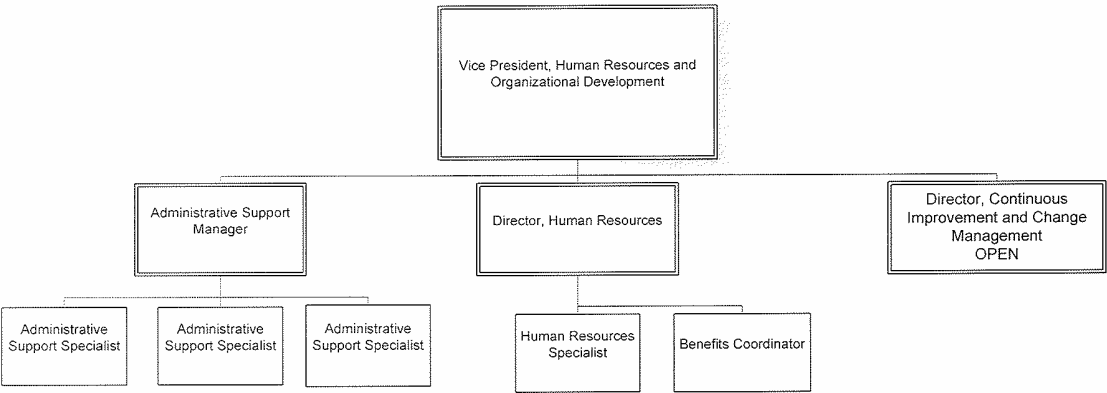 Vice President, Human Resources and
Organizational Development
Administrative Support
Manager
Director, Human Resources
Director, Continuous
Improvement and Change
Management
OPEN
Administrative
Support Specialist
Administrative
Support Specialist
Administrative
Support Specialist
Human Resources
Specialist
Benefits Coordinator